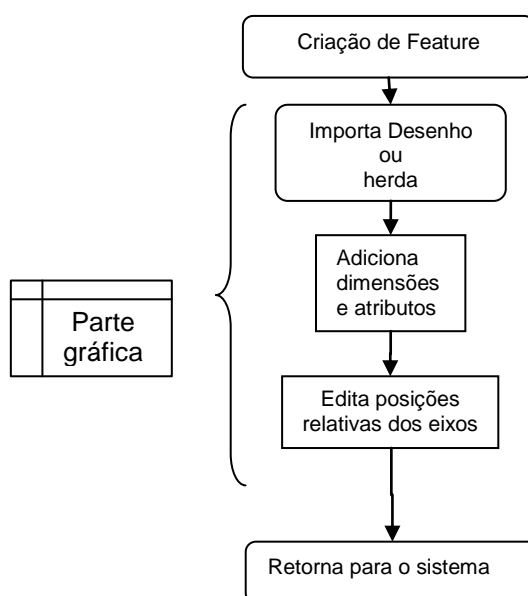 Criação de Feature
Importa Desenho
ou
herda
Adiciona
dimensões
e atributos
Parte
gráfica
Edita posições
relativas dos eixos
Retorna para o sistema